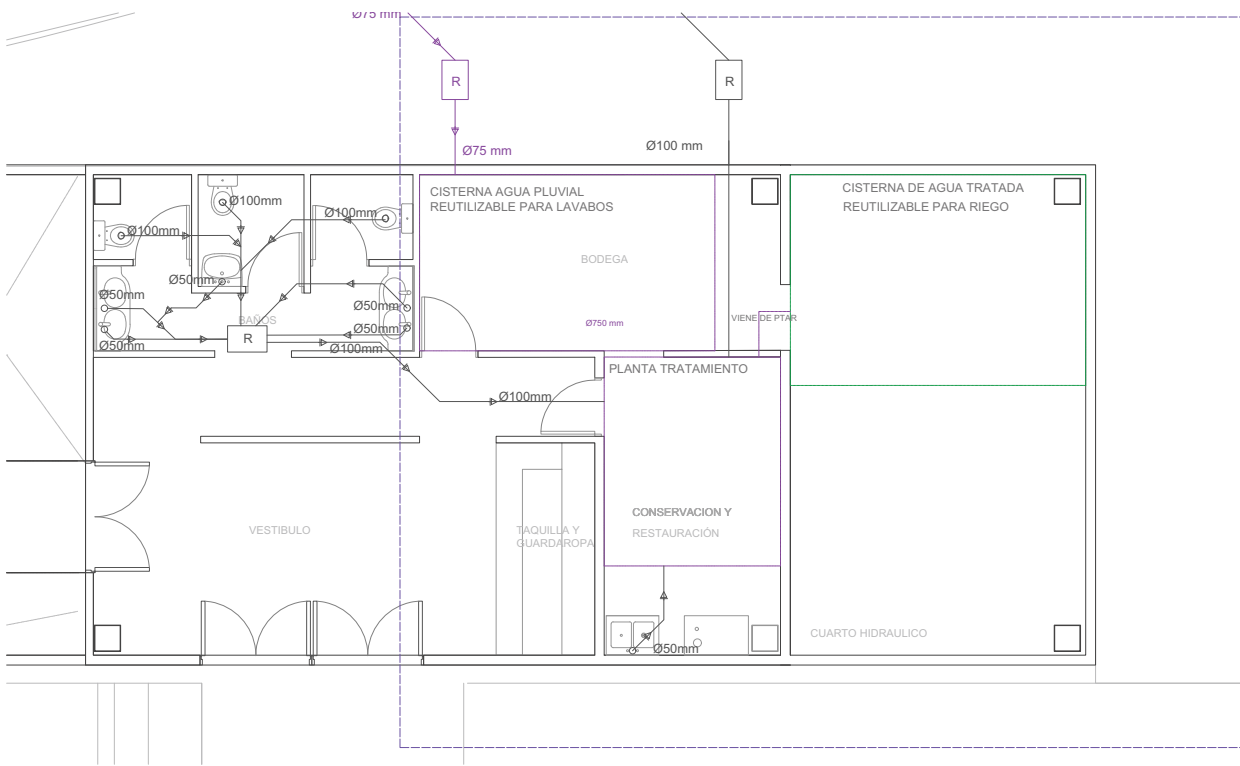 Ø75 mm
R
R
Ø75 mm
Ø100 mm
CISTERNA AGUA PLUVIAL
REUTILIZABLE PARA LAVABOS
CISTERNA DE AGUA TRATADA
REUTILIZABLE PARA RIEGO
Ø100mm
Ø100mm
Ø100mm
BODEGA
Ø50mm
Ø50mm
Ø50mm
BAÑOS
Ø750 mm
VIENE DE PTAR
Ø50mm
Ø50mm
R
Ø100mm
PLANTA TRATAMIENTO
Ø100mm
CONSERVACION Y
RESTAURACIÓN
VESTIBULO
TAQUILLA Y
GUARDAROPA
CUARTO HIDRAULICO
Ø50mm